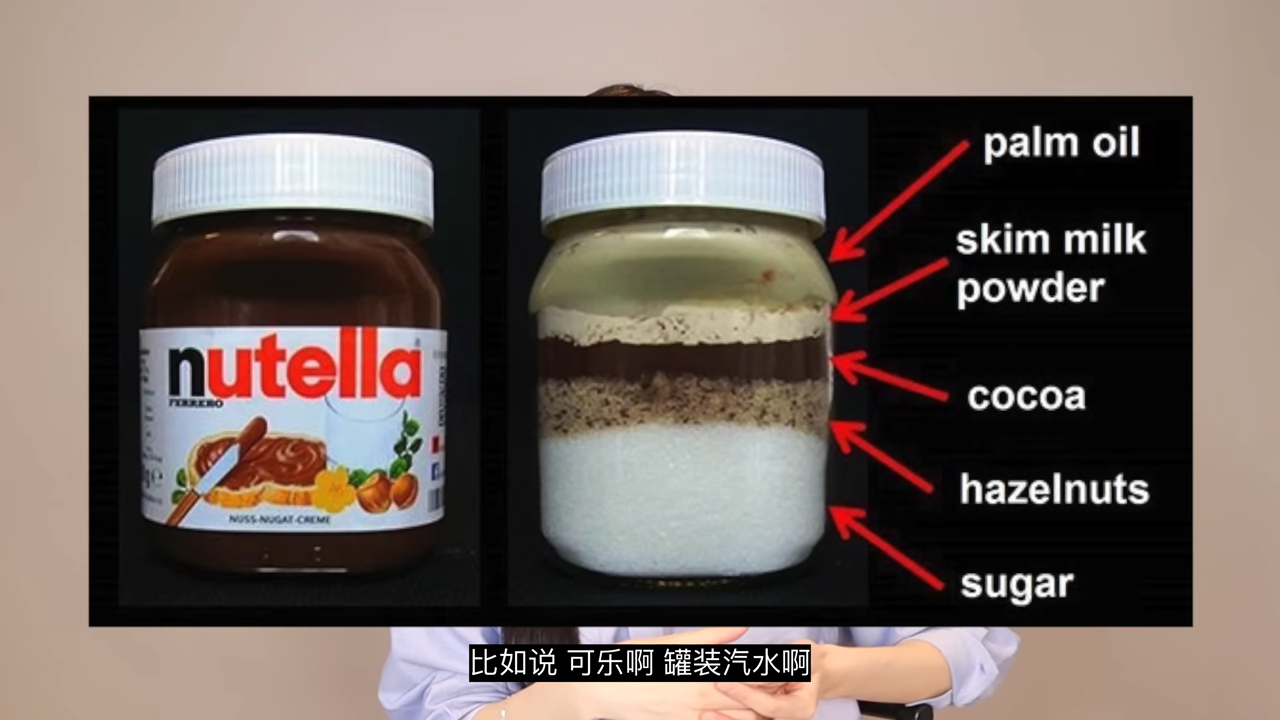 nutella
FERRERO
NUSS-NUGAT-CREME
palm oil
skim milk
powder
cocoa
hazelnuts
sugar
比如说 可乐啊 罐装汽水啊